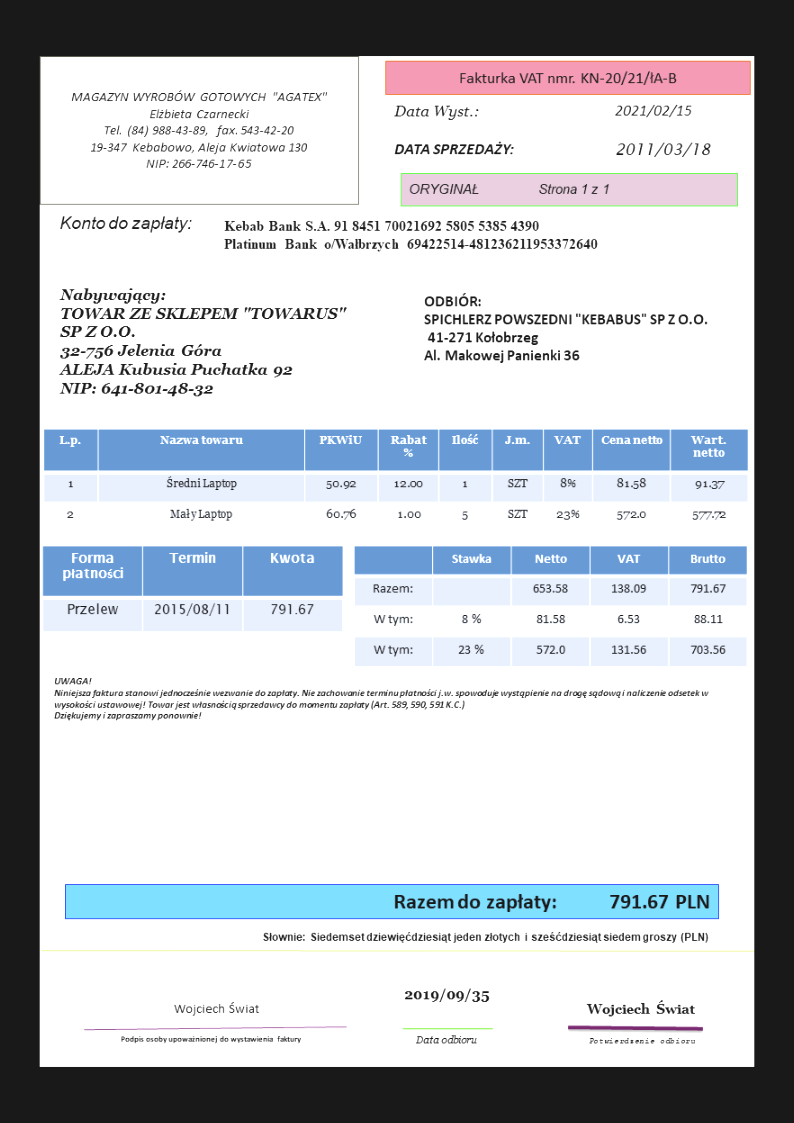 MAGAZYN WYROBÓW GOTOWYCH "AGATEX"
Elżbieta Czarnecki
Tel. (84) 988-43-89, fax. 543-42-20
19-347 Kebabowo, Aleja Kwiatowa 130
NIP: 266-746-17-65
Fakturka VAT nmr. KN-20/21/łA-B
Data Wyst.: 2021/02/15
DATA SPRZEDAŻY: 2011/03/18
ORYGINAŁ Strona 1 z 1
Konto do zapłaty: Kebab Bank S.A. 91 8451 70021692 5805 5385 4390
Platinum Bank o/Wałbrzych 69422514-481236211953372640
Nabywający:
TOWAR ZE SKLEPEM "TOWARUS"
SP Z O.O.
32-756 Jelenia Góra
ALEJA Kubusia Puchatka 92
NIP: 641-801-48-32
ODBIÓR:
SPICHLERZ POWSZEDNI "KEBABUS" SP Z O.O.
41-271 Kołobrzeg
Al. Makowej Panienki 36
L.p. Nazwa towaru PKWiU Rabat % Ilość J.m. VAT Cena netto Wart. netto
1 Średni Laptop 50.92 12.00 1 SZT 8% 81.58 91.37
2 Mały Laptop 60.76 1.00 5 SZT 23% 572.0 577.72
Forma płatności Termin Kwota
Przelew 2015/08/11 791.67
Stawka Netto VAT Brutto
Razem: 653.58 138.09 791.67
W tym: 8 % 81.58 6.53 88.11
W tym: 23 % 572.0 131.56 703.56
UWAGA!
Niniejsza faktura stanowi jednocześnie wezwanie do zapłaty. Nie zachowanie terminu płatności j.w. spowoduje wystąpienie na drogę sądową i naliczenie odsetek w
wysokości ustawowej! Towar jest własnością sprzedawcy do momentu zapłaty (Art. 589, 590, 591 K.C.)
Dziękujemy i zapraszamy ponownie!
Razem do zapłaty: 791.67 PLN
Słownie: Siedemset dziewięćdziesiąt jeden złotych i sześćdziesiąt siedem groszy (PLN)
Wojciech Świat
Podpis osoby upoważnionej do wystawienia faktury
2019/09/35
Data odbioru
Wojciech Świat
Potwierdzenie odbioru